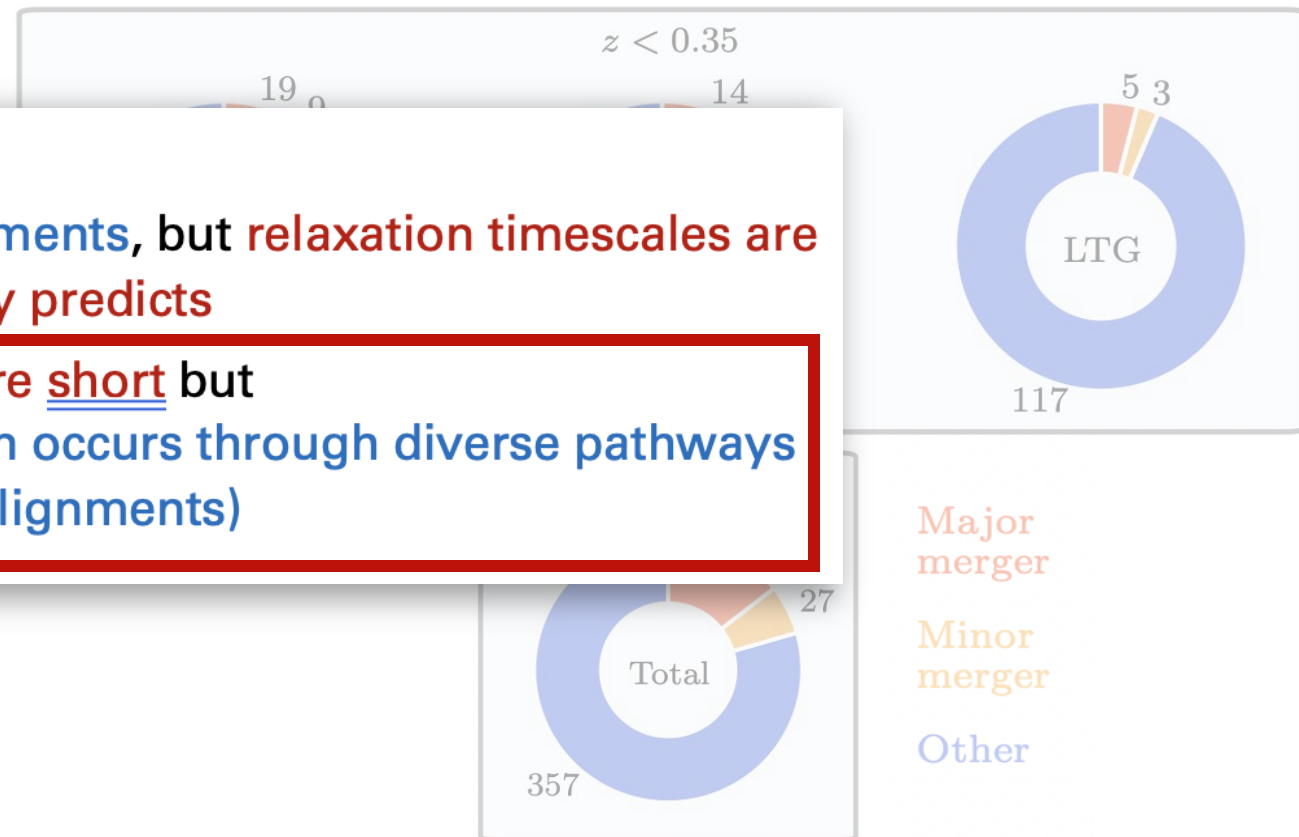 z < 0.35
19
14
5 3
ments, but relaxation timescales are
y predicts
LTG
re short but
117
n occurs through diverse pathways
lignments)
Major
merger
27
Minor
merger
Total
Other
357